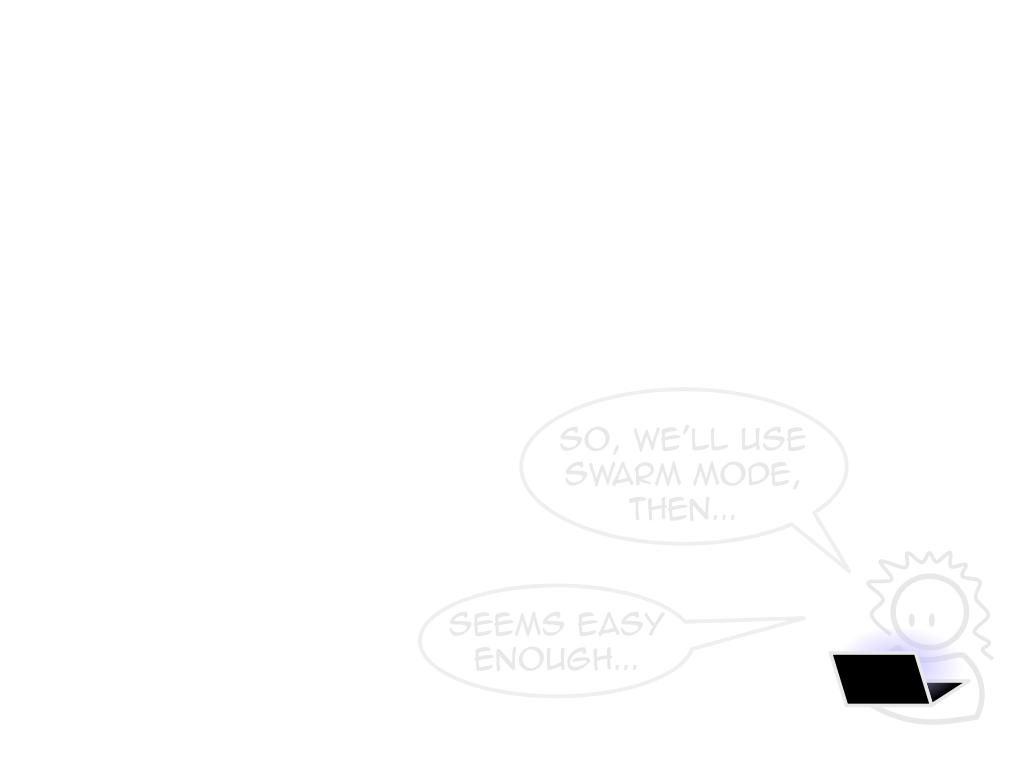 SO, WE'LL USE
SWARM MODE,
THEN...
SEEMS EASY
ENOUGH...